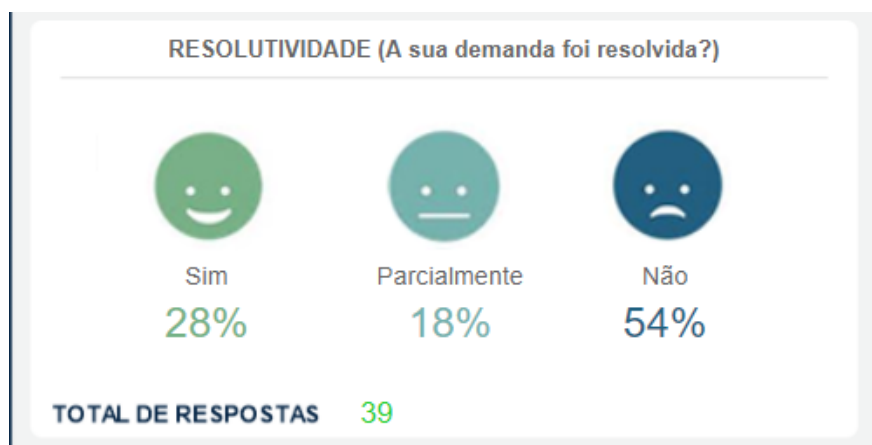 RESOLUTIVIDADE (A sua demanda foi resolvida?)
Sim Parcialmente Não
28% 18% 54%
TOTAL DE RESPOSTAS 39